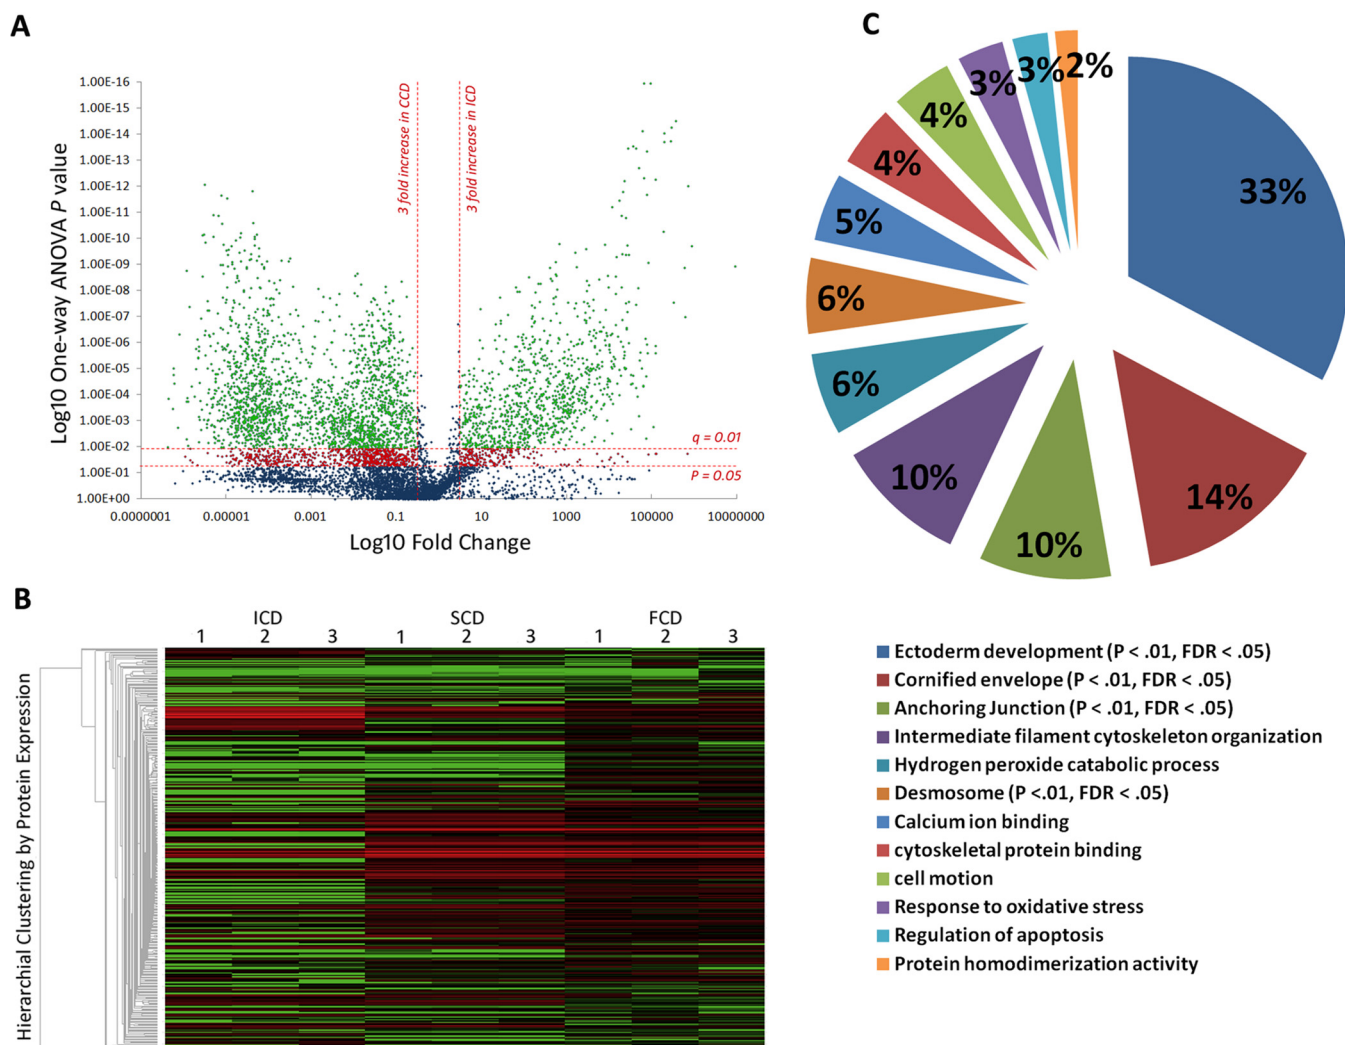 A
Log10 One-way ANOVA P value
1.00E-16
1.00E-15
1.00E-14
1.00E-13
1.00E-12
1.00E-11
1.00E-10
1.00E-09
1.00E-08
1.00E-07
1.00E-06
1.00E-05
1.00E-04
1.00E-03
1.00E-02
1.00E-01
1.00E+00
3 fold increase in CCD
3 fold increase in ICD
q = 0.01
P = 0.05
0.0000001 0.00001 0.001 0.1 10 1000 100000 10000000
Log10 Fold Change
B
ICD SCD FCD
1 2 3 1 2 3 1 2 3
Hierarchial Clustering by Protein Expression
C
33%
14%
10%
10%
6%
6%
5%
4%
4%
3%
3%
2%
Ectoderm development (P < .01, FDR < .05)
Cornified envelope (P < .01, FDR < .05)
Anchoring Junction (P < .01, FDR < .05)
Intermediate filament cytoskeleton organization
Hydrogen peroxide catabolic process
Desmosome (P <.01, FDR < .05)
Calcium ion binding
cytoskeletal protein binding
cell motion
Response to oxidative stress
Regulation of apoptosis
Protein homodimerization activity